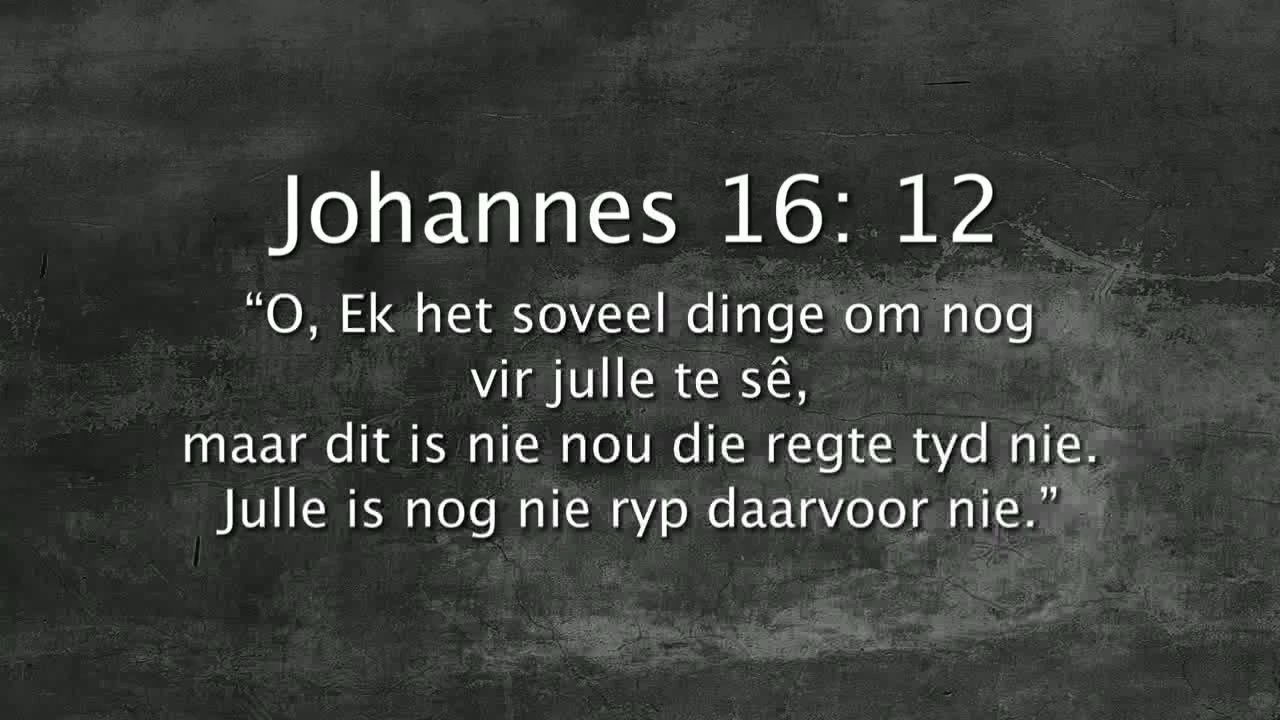 Johannes 16: 12
“O, Ek het soveel dinge om nog
vir julle te sê,
maar dit is nie nou die regte tyd nie.
Julle is nog nie ryp daarvoor nie.”